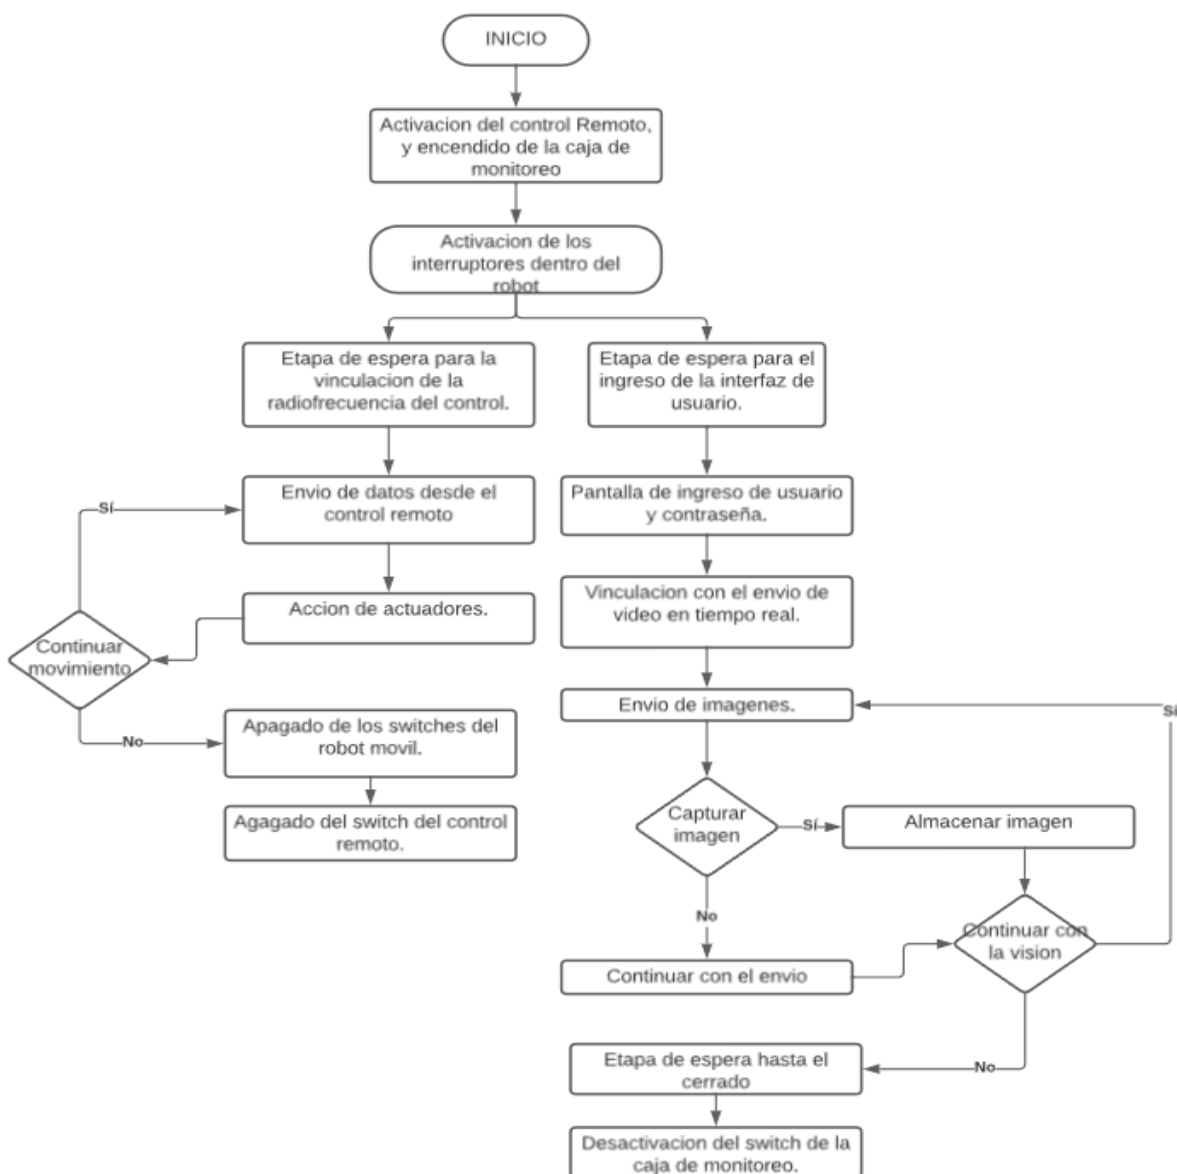 INICIO
Activacion del control Remoto,
y encendido de la caja de
monitoreo
Activacion de los
interruptores dentro del
robot
Etapa de espera para la
vinculacion de la
radiofrecuencia del control.
Etapa de espera para el
ingreso de la interfaz de
usuario.
Envio de datos desde el
control remoto
Pantalla de ingreso de usuario
y contraseña.
Sí
Accion de actuadores.
Vinculacion con el envio de
video en tiempo real.
Continuar
movimiento
Envio de imagenes.
Sí
No
Apagado de los switches del
robot movil.
Agagado del switch del control
remoto.
Capturar
imagen
Sí
Almacenar imagen
No
Continuar con
la vision
Continuar con el envio
No
Etapa de espera hasta el
cerrado
Desactivacion del switch de la
caja de monitoreo.